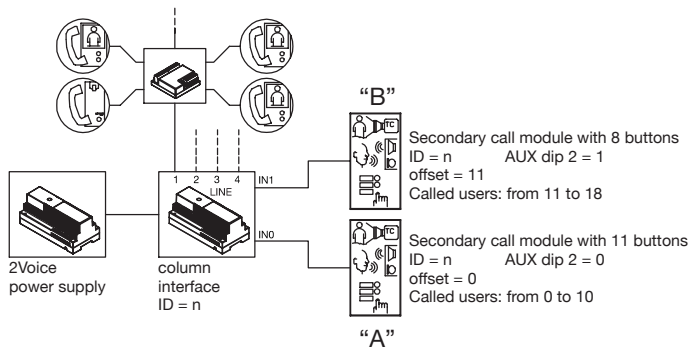 “B”
TC
Secondary call module with 8 buttons
ID = n AUX dip 2 = 1
offset = 11
Called users: from 11 to 18
1 2 3 4 IN1
LINE
IN0
TC
Secondary call module with 11 buttons
ID = n AUX dip 2 = 0
offset = 0
Called users: from 0 to 10
“A”
2Voice
power supply
column
interface
ID = n